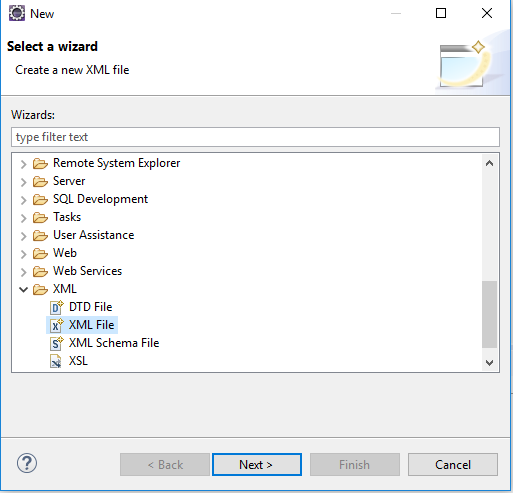 New
Select a wizard
Create a new XML file
Wizards:
type filter text
Remote System Explorer
Server
SQL Development
Tasks
User Assistance
Web
Web Services
XML
DTD File
XML File
XML Schema File
XSL
< Back
Next >
Finish
Cancel